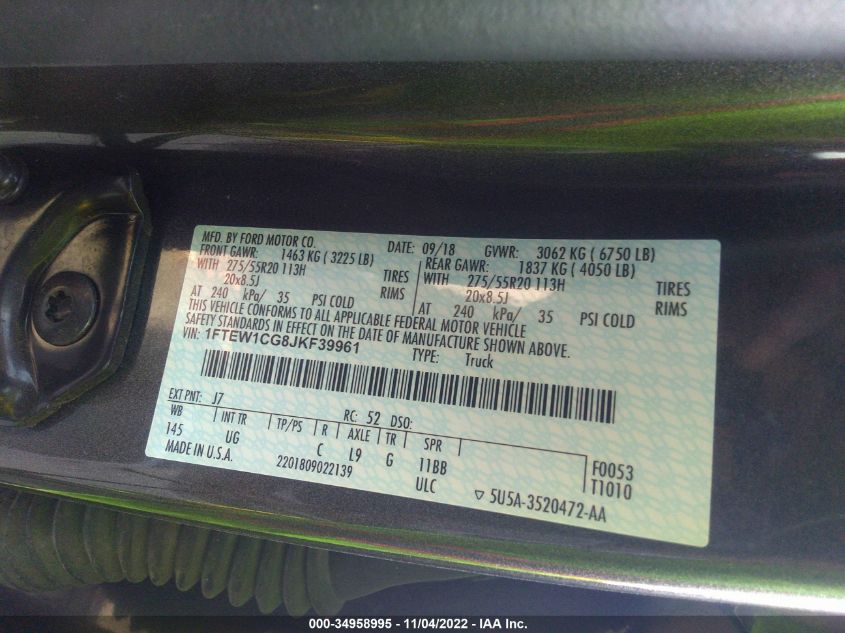 MFD. BY FORD MOTOR CO. DATE: 09/18 GVWR: 3062 KG ( 6750 LB)
FRONT GAWR: 1463 KG ( 3225 LB) REAR GAWR: 1837 KG ( 4050 LB)
WITH 275/55R20 113H TIRES WITH 275/55R20 113H TIRES
20x8.5J RIMS 20x8.5J RIMS
AT 240 kPa/ 35 PSI COLD AT 240 kPa/ 35 PSI COLD
THIS VEHICLE CONFORMS TO ALL APPLICABLE FEDERAL MOTOR VEHICLE
SAFETY STANDARDS IN EFFECT ON THE DATE OF MANUFACTURE SHOWN ABOVE.
VIN: 1FTEW1CG8JKF39961 TYPE: Truck
EXT PNT: J7 RC: 52 DSO:
WB INT TR TP/PS R AXLE TR SPR
145 UG C L9 G 11BB F0053
MADE IN U.S.A. 2201809022139 ULC T1010
▽ 5U5A-3520472-AA
000-34958995 - 11/04/2022 - IAA Inc.